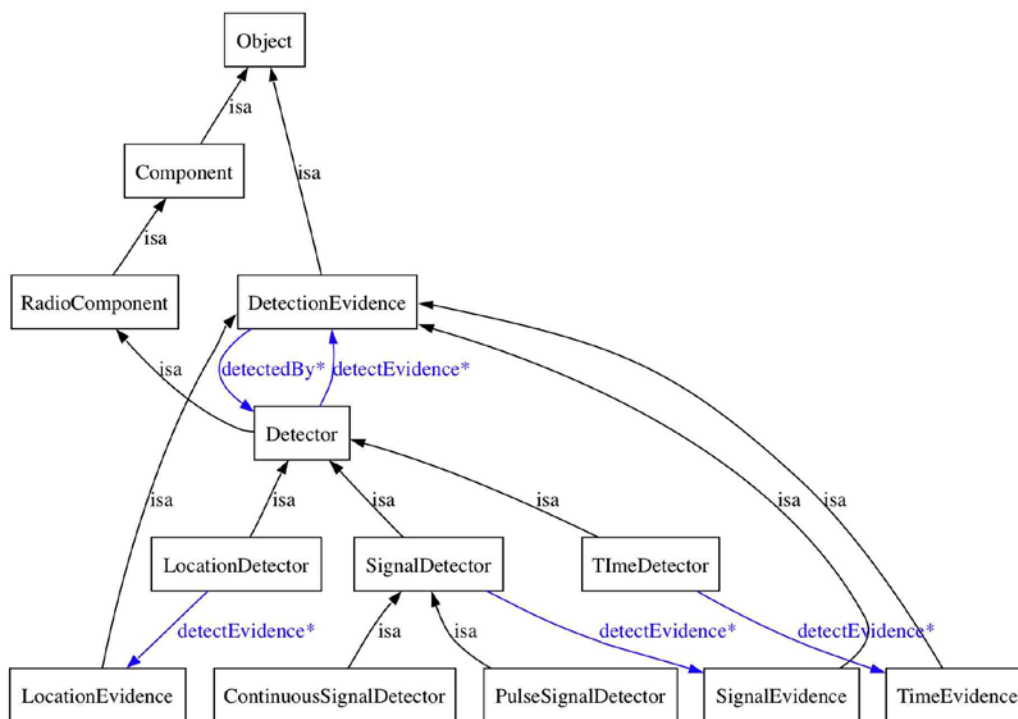 Object
isa
Component
isa
isa
RadioComponent
DetectionEvidence
isa
detectedBy*
detectEvidence*
Detector
isa
isa
isa
isa
isa
isa
LocationDetector
SignalDetector
TImeDetector
detectEvidence*
isa
isa
detectEvidence*
detectEvidence*
LocationEvidence
ContinuousSignalDetector
PulseSignalDetector
SignalEvidence
TimeEvidence